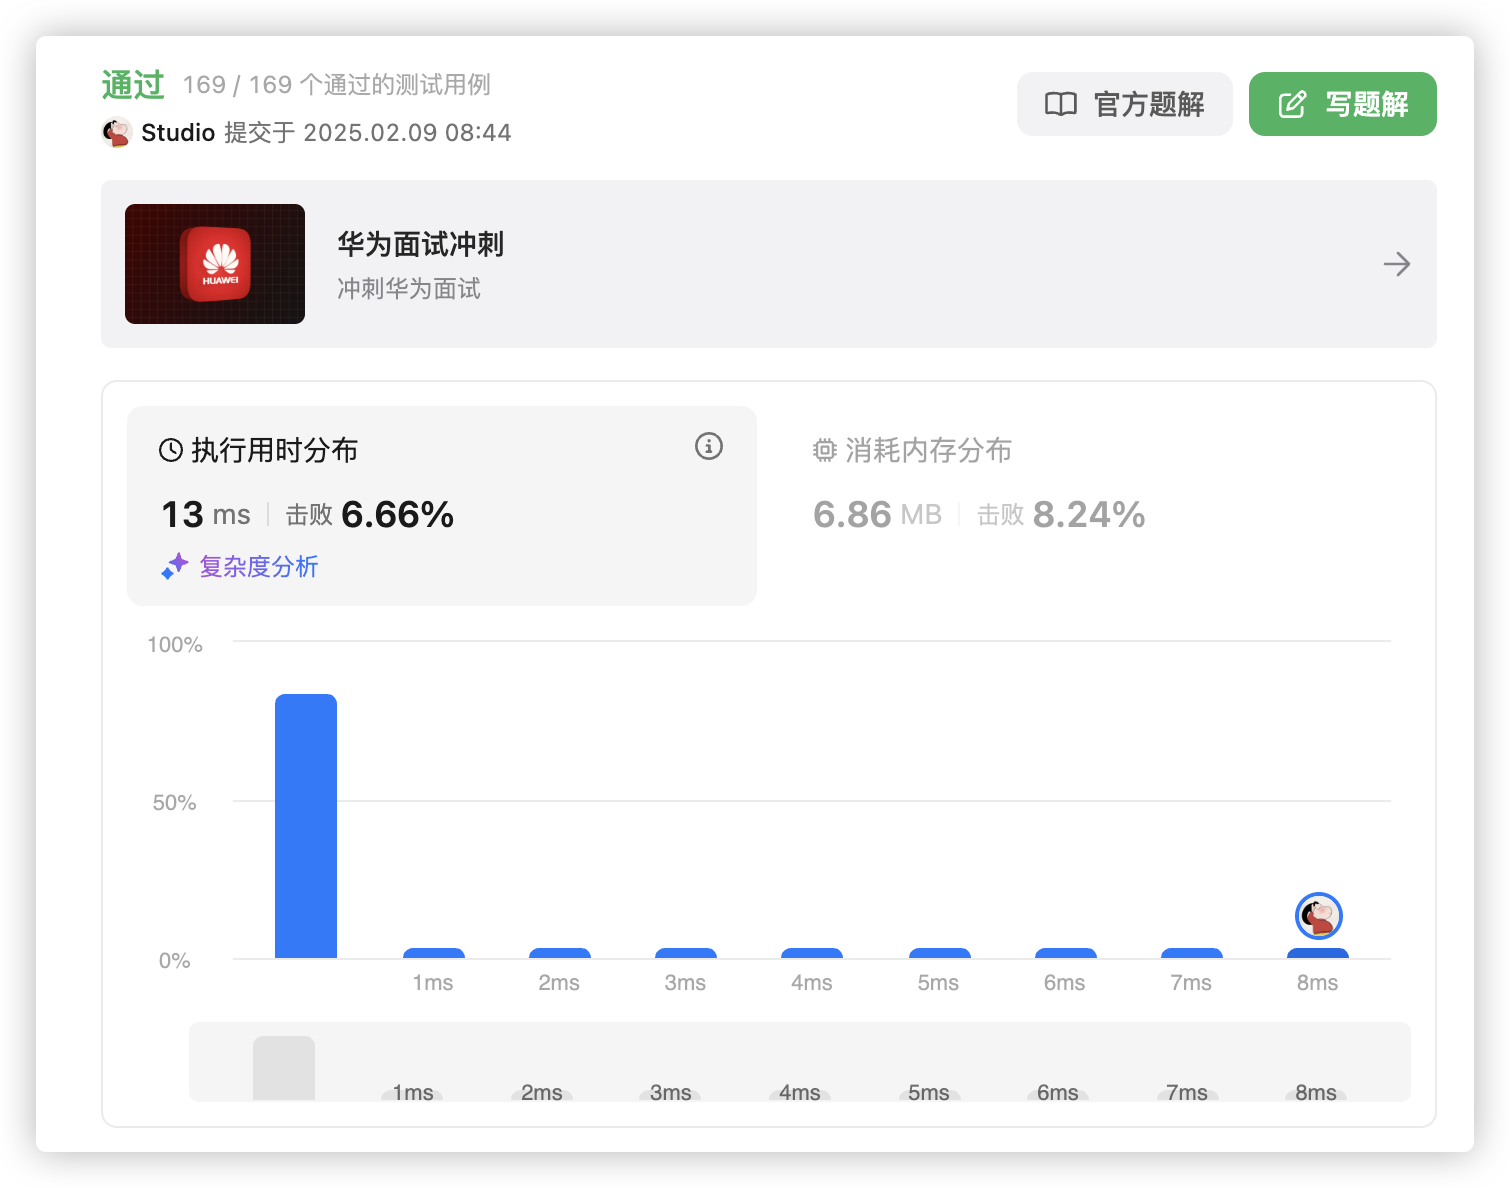 通过 169 / 169 个通过的测试用例
Studio 提交于 2025.02.09 08:44
官方题解
写题解
HUAWEI
华为面试冲刺
冲刺华为面试
执行用时分布
13 ms 击败 6.66%
复杂度分析
消耗内存分布
6.86 MB 击败 8.24%
100%
50%
0%
1ms 2ms 3ms 4ms 5ms 6ms 7ms 8ms
1ms 2ms 3ms 4ms 5ms 6ms 7ms 8ms